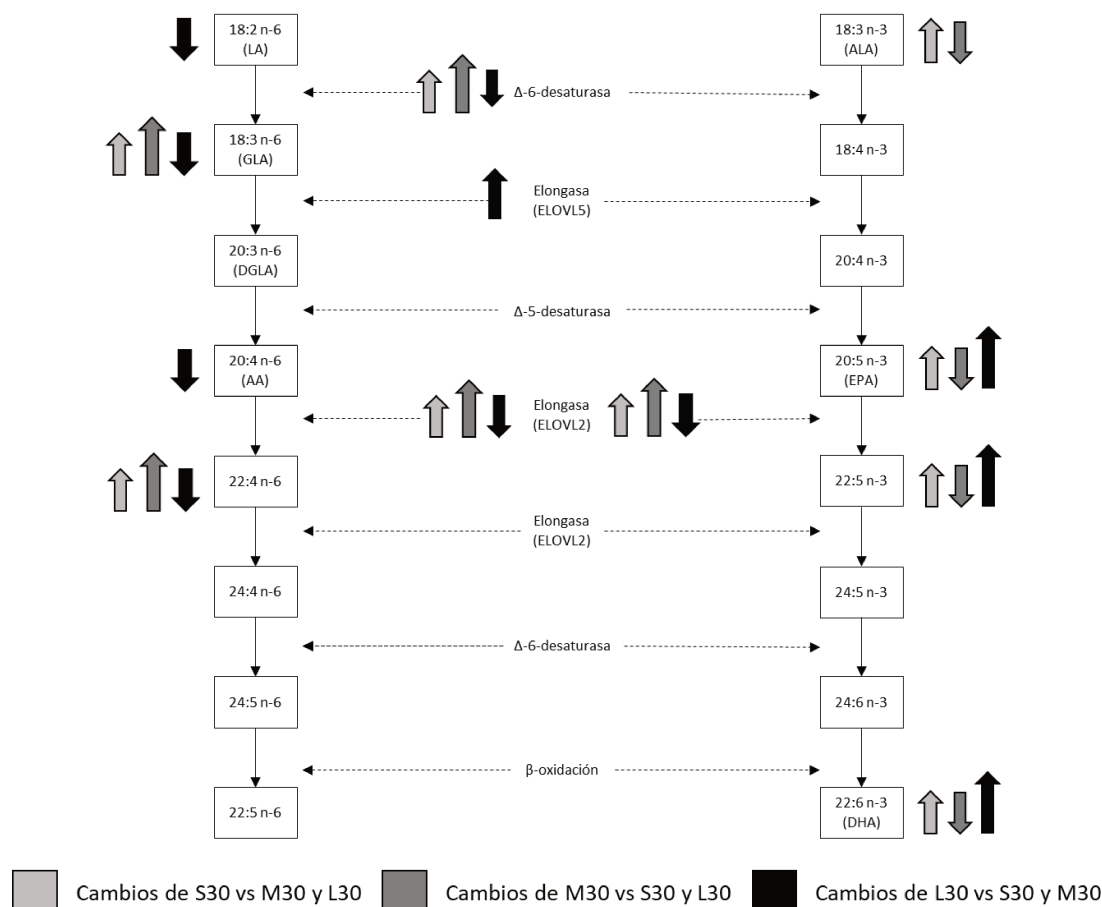 18:2 n-6
(LA)
18:3 n-3
(ALA)
Δ-6-desaturasa
18:3 n-6
(GLA)
18:4 n-3
Elongasa
(ELOVL5)
20:3 n-6
(DGLA)
20:4 n-3
Δ-5-desaturasa
20:4 n-6
(AA)
20:5 n-3
(EPA)
Elongasa
(ELOVL2)
22:4 n-6
22:5 n-3
Elongasa
(ELOVL2)
24:4 n-6
24:5 n-3
Δ-6-desaturasa
24:5 n-6
24:6 n-3
β-oxidación
22:5 n-6
22:6 n-3
(DHA)
Cambios de S30 vs M30 y L30
Cambios de M30 vs S30 y L30
Cambios de L30 vs S30 y M30